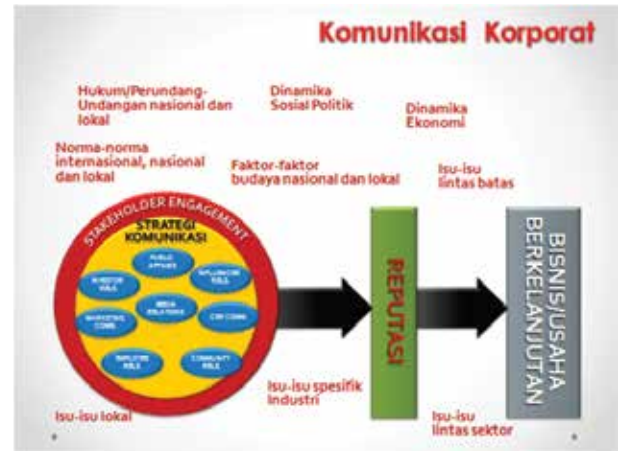 Komunikasi Korporat
Hukum/Perundang-
Undangan nasional dan
lokal
Dinamika
Sosial Politik
Dinamika
Ekonomi
Norma-norma
internasional, nasional
dan lokal
Faktor-faktor
budaya nasional dan lokal
Isu-isu
lintas batas
STAKEHOLDER ENGAGEMENT
STRATEGI
KOMUNIKASI
PUBLIC
AFFAIRS
INVESTOR
RELS.
INFLUENCER
RELS.
MEDIA
RELATIONS
MARKETING
COMM.
CSR COMM.
EMPLOYEE
RELS.
COMMUNITY
RELS.
REPUTASI
BISNIS/USAHA
BERKELANJUTAN
Isu-isu lokal
Isu-isu spesifik
Industri
Isu-isu
lintas sektor